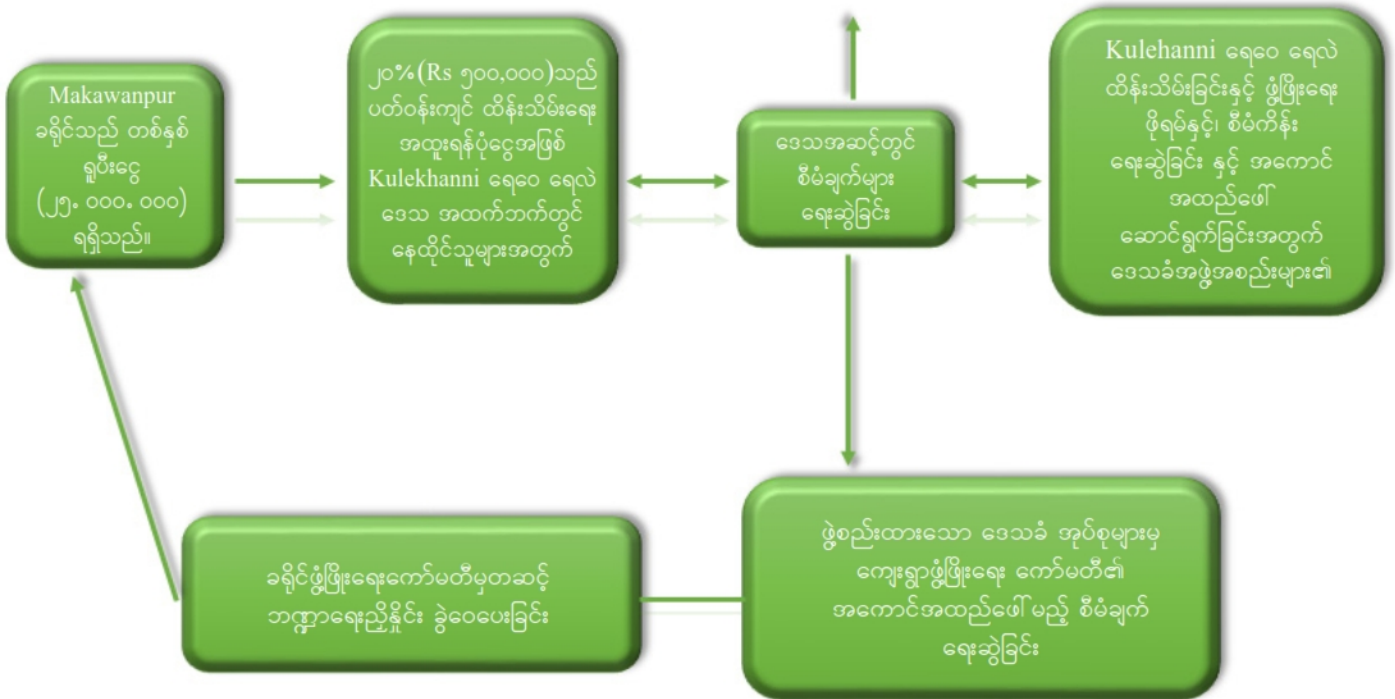 Makawanpur
ခရိုင်သည် တစ်နှစ်
ရူပီးငွေ
(၂၅၊ ၀၀၀၊ ၀၀၀)
ရရှိသည်။
၂၀%(Rs ၅၀၀,၀၀၀)သည်
ပတ်ဝန်းကျင် ထိန်းသိမ်းရေး
အထူးရန်ပုံငွေအဖြစ်
Kulekhanni ရေဝေ ရေလဲ
ဒေသ အထက်ဘက်တွင်
နေထိုင်သူများအတွက်
ဒေသအဆင့်တွင်
စီမံချက်များ
ရေးဆွဲခြင်း
Kulehanni ရေဝေ ရေလဲ
ထိန်းသိမ်းခြင်းနှင့် ဖွံ့ဖြိုးရေး
ဖိုရမ်နှင့်၊ စီမံကိန်း
ရေးဆွဲခြင်း နှင့် အကောင်
အထည်ဖေါ်
ဆောင်ရွက်ခြင်းအတွက်
ဒေသခံအဖွဲ့အစည်းများ၏
ခရိုင်ဖွံ့ဖြိုးရေးကော်မတီမှတဆင့်
ဘဏ္ဍာရေးညှိနှိုင်း ခွဲဝေပေးခြင်း
ဖွဲ့စည်းထားသော ဒေသခံ အုပ်စုများမှ
ကျေးရွာဖွံ့ဖြိုးရေး ကော်မတီ၏
အကောင်အထည်ဖေါ်မည့် စီမံချက်
ရေးဆွဲခြင်း